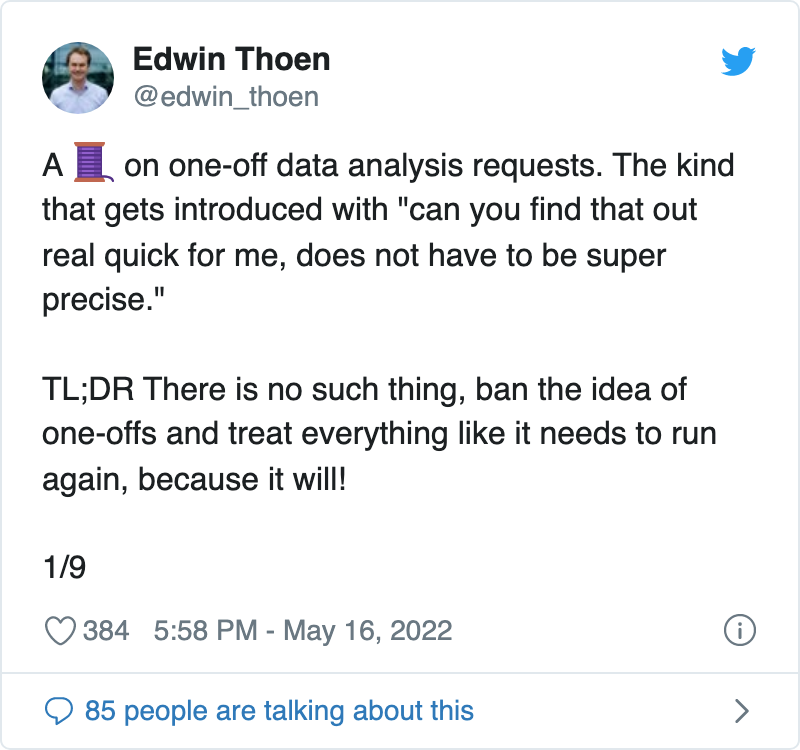 Edwin Thoen
@edwin_thoen
A 🧵 on one-off data analysis requests. The kind
that gets introduced with "can you find that out
real quick for me, does not have to be super
precise."
TL;DR There is no such thing, ban the idea of
one-offs and treat everything like it needs to run
again, because it will!
1/9
384 5:58 PM - May 16, 2022
85 people are talking about this